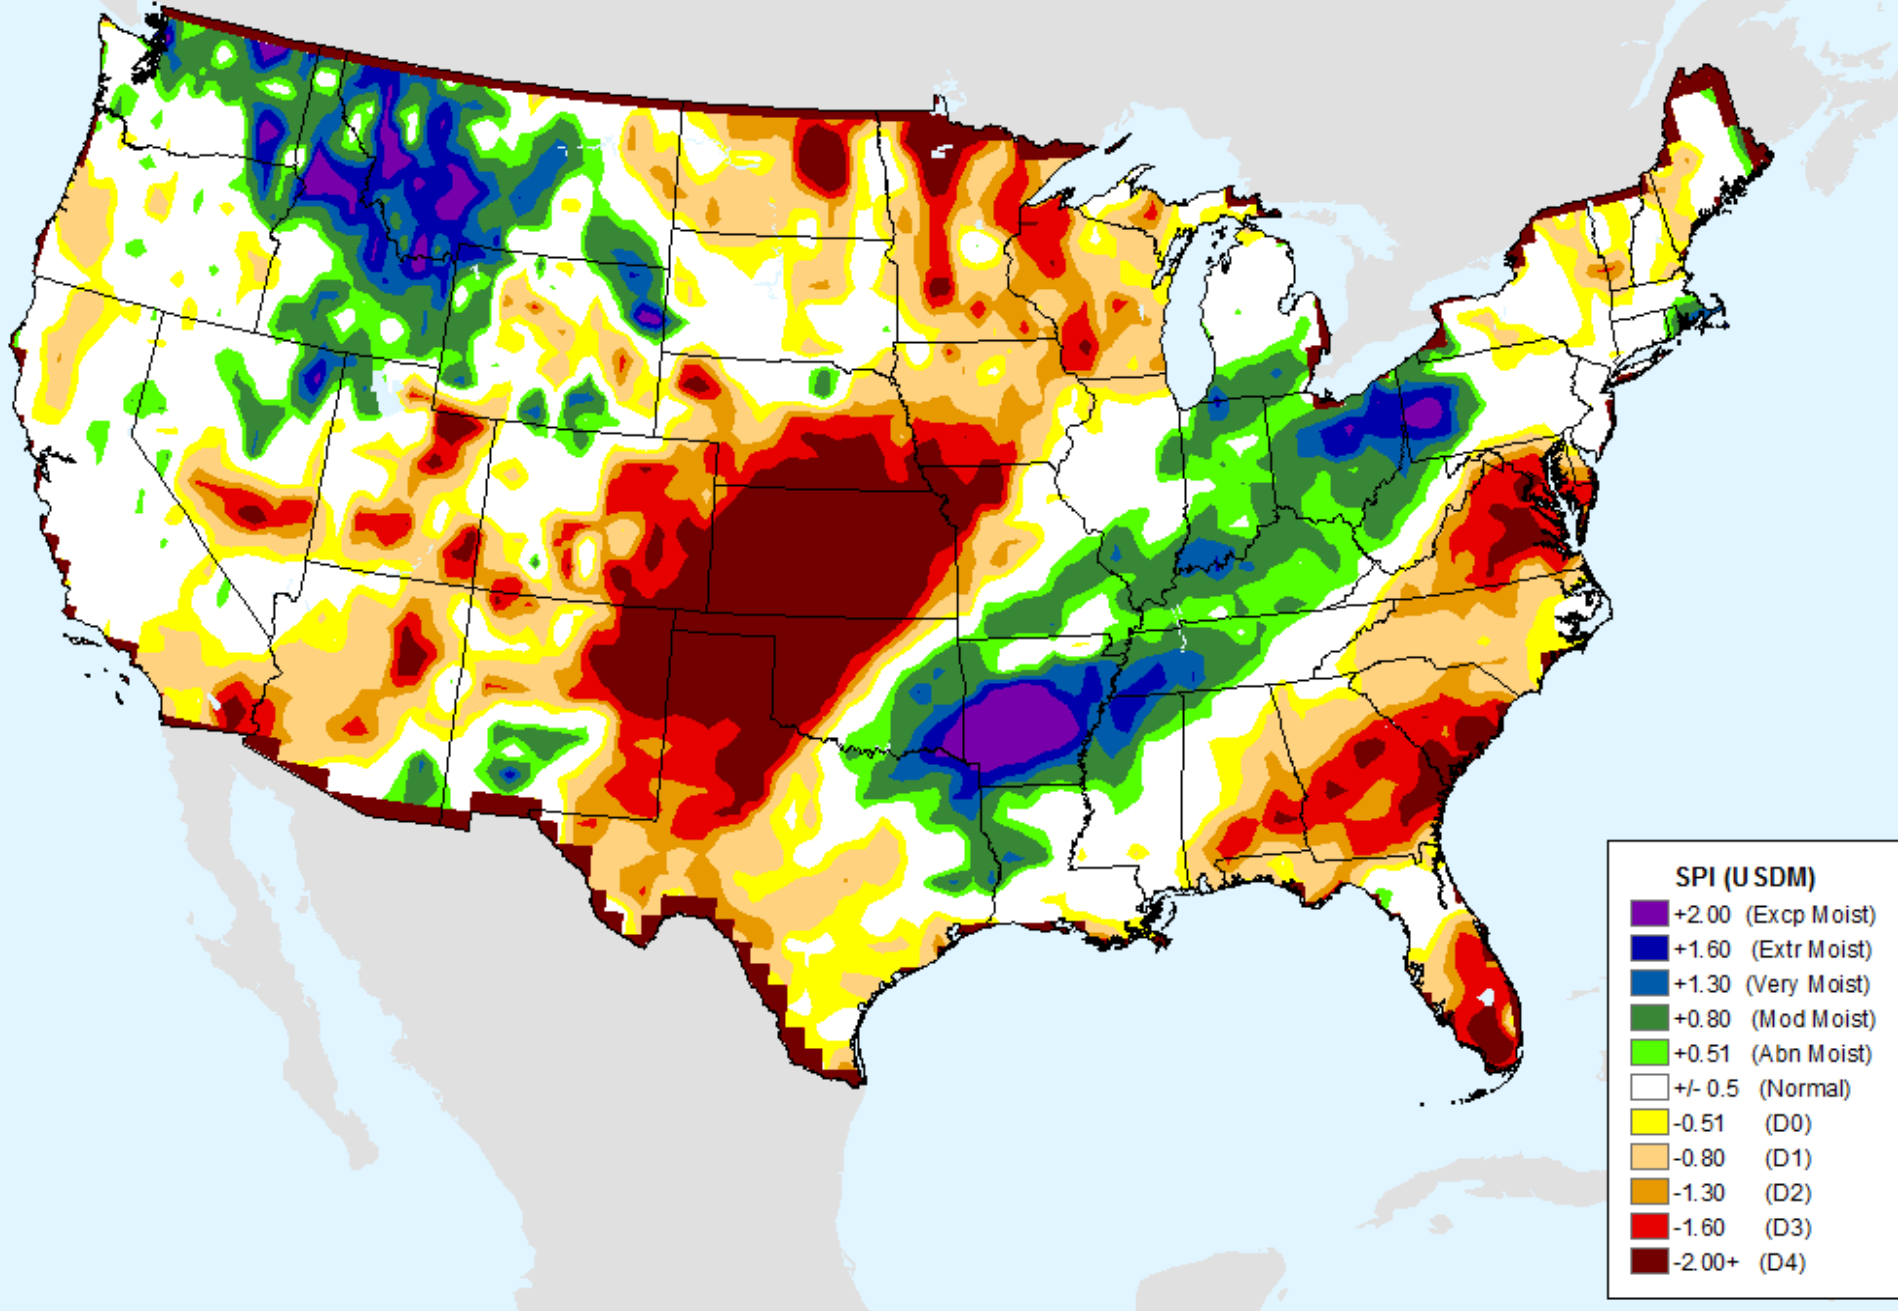 SPI (USDM)
+2.00 (Excp Moist)
+1.60 (Extr Moist)
+1.30 (Very Moist)
+0.80 (Mod Moist)
+0.51 (Abn Moist)
+/- 0.5 (Normal)
-0.51 (D0)
-0.80 (D1)
-1.30 (D2)
-1.60 (D3)
-2.00+ (D4)